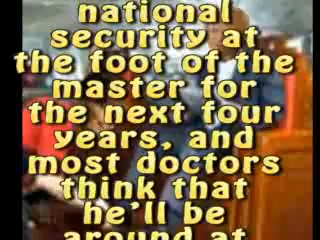 national
security at
the foot of the
master for
the next four
years, and
most doctors
think that
he'll be
around at